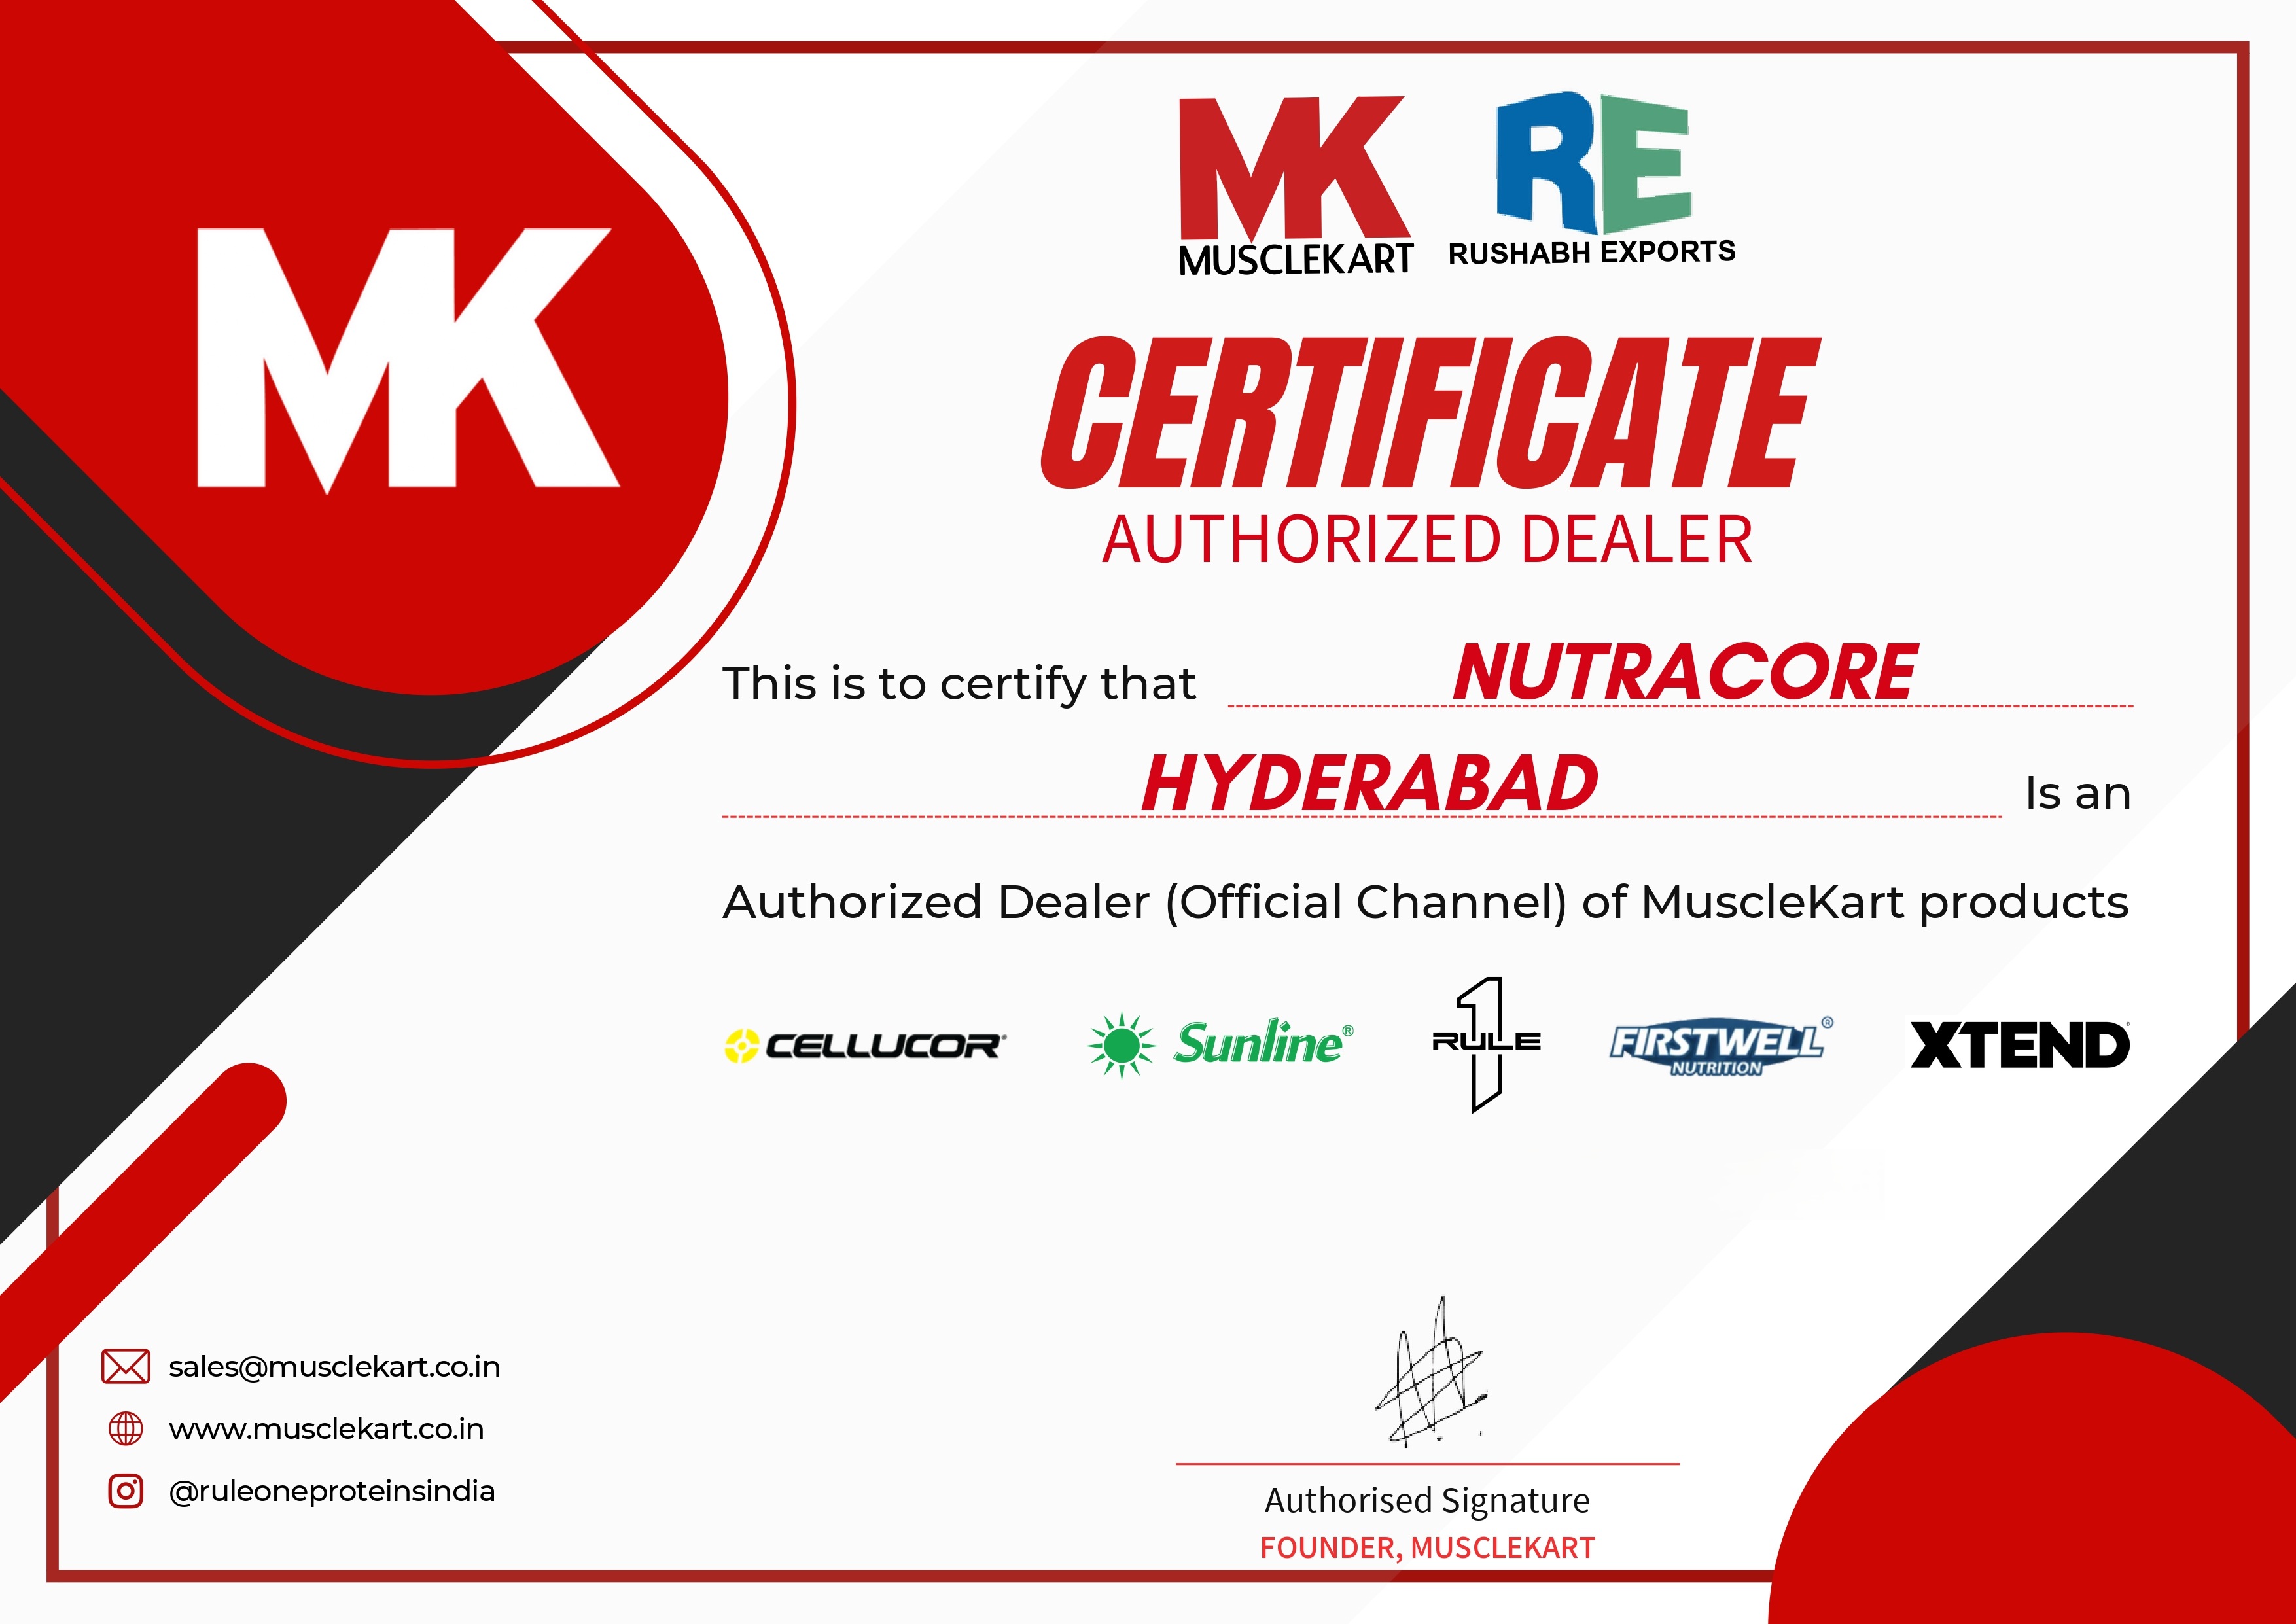 MK
MK
MUSCLEKART
RE
RUSHABH EXPORTS
CERTIFICATE
AUTHORIZED DEALER
This is to certify that NUTRACORE
HYDERABAD Is an
Authorized Dealer (Official Channel) of MuscleKart products
CELLUCOR® Sunline® RULE 1 FIRSTWELL® NUTRITION XTEND®
sales@musclekart.co.in
www.musclekart.co.in
@ruleoneproteinsindia
Authorised Signature
FOUNDER, MUSCLEKART